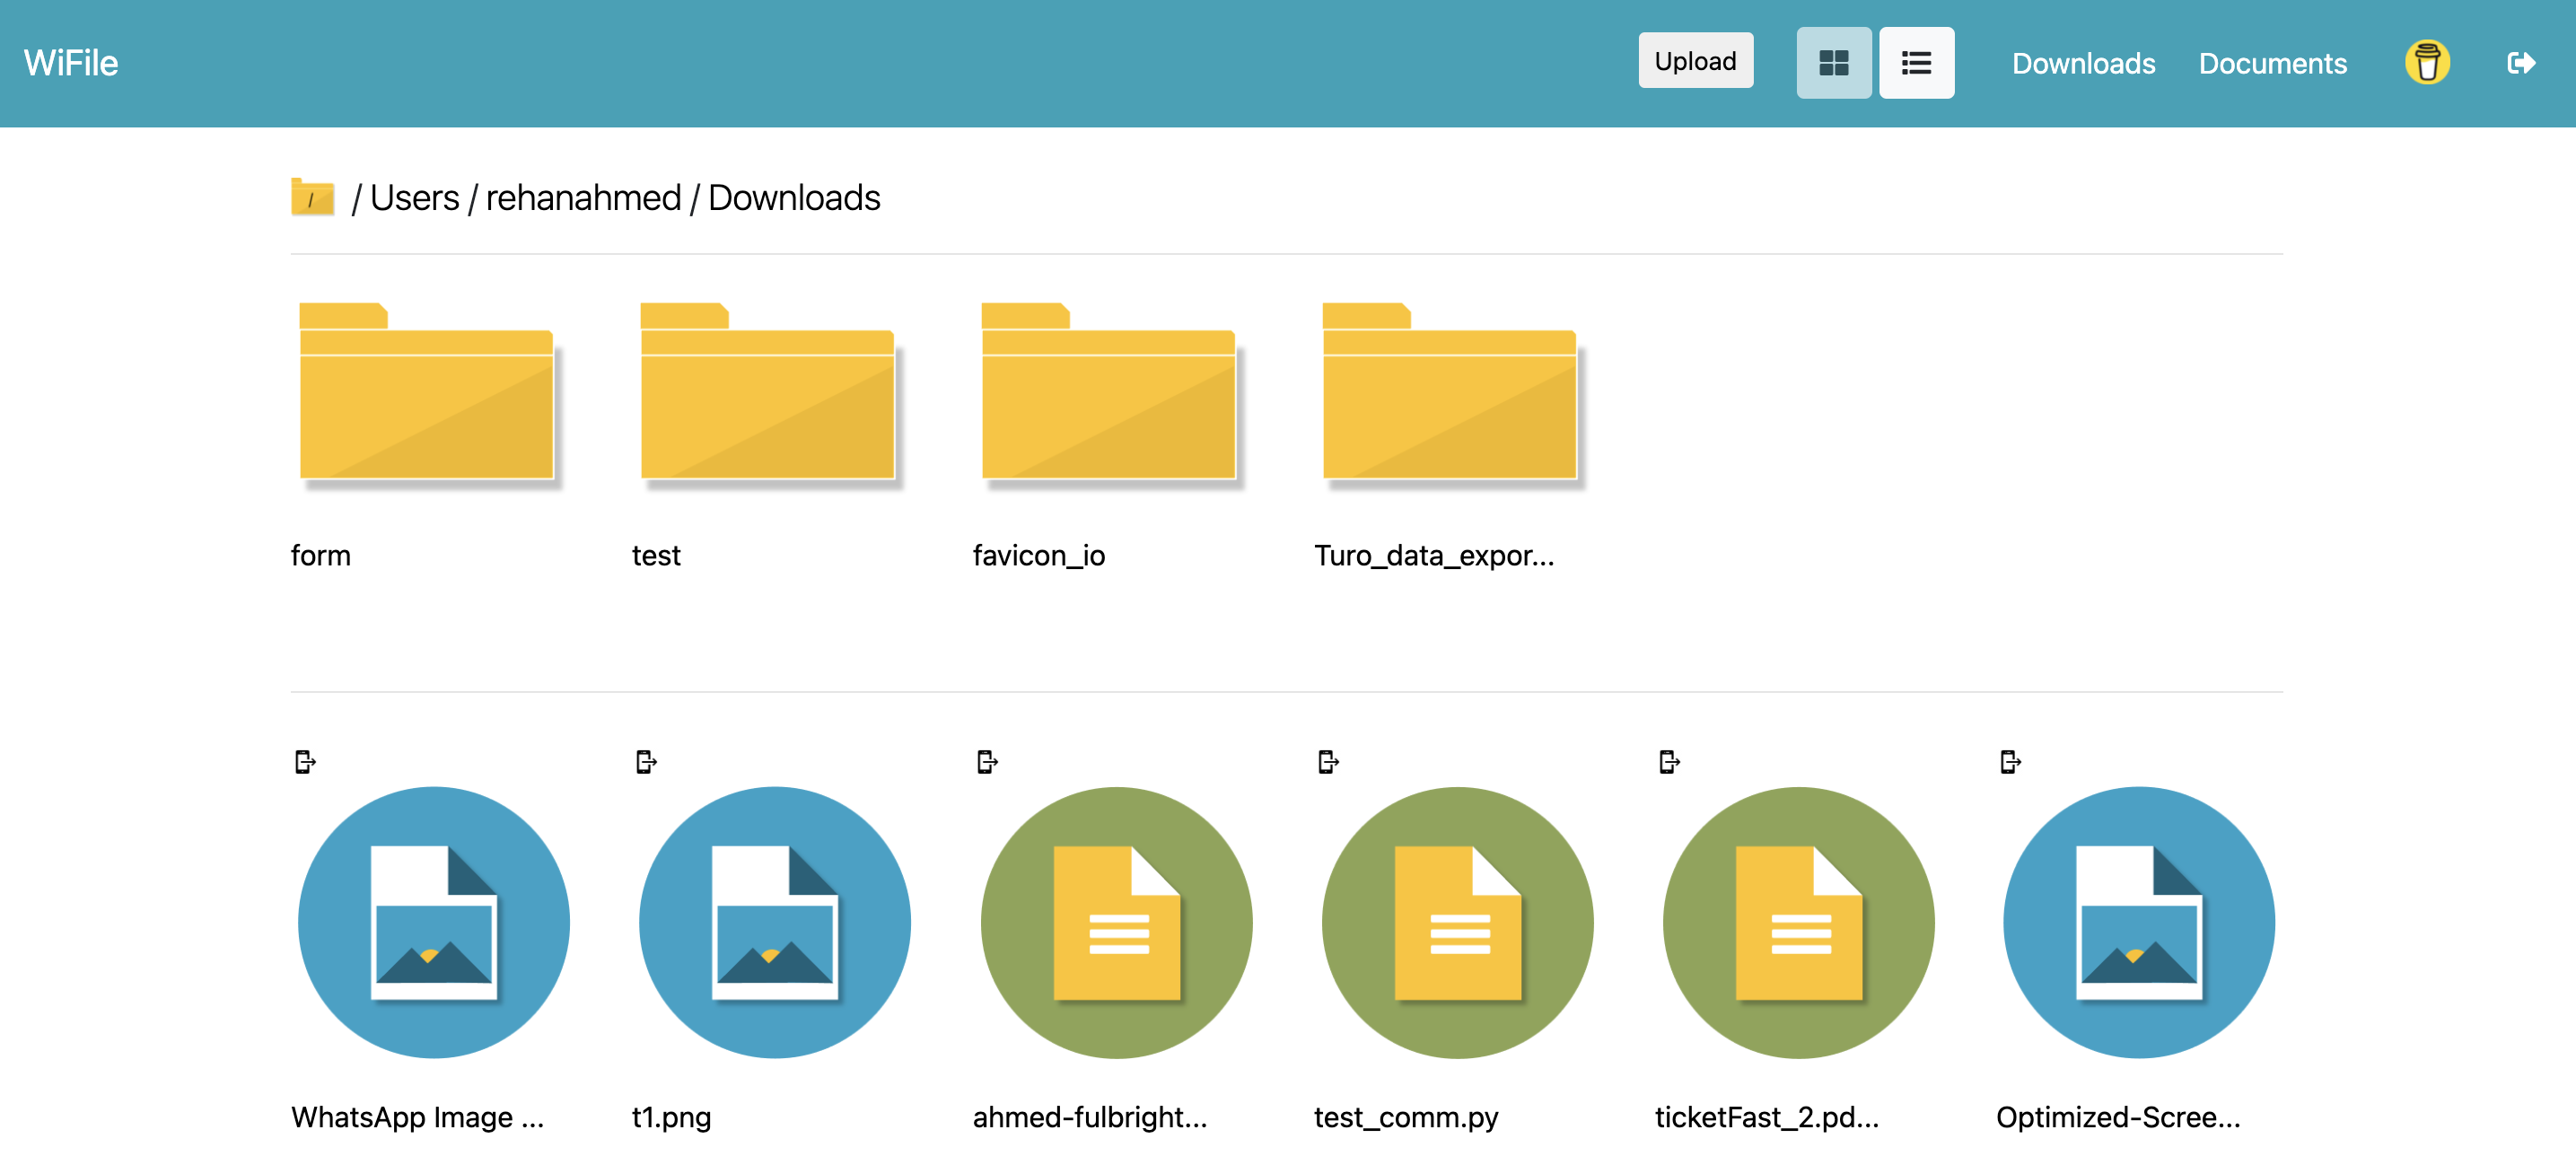 WiFile
Upload
Downloads
Documents
/ / Users / rehanahmed / Downloads
form
test
favicon_io
Turo_data_expor...
WhatsApp Image ...
t1.png
ahmed-fulbright...
test_comm.py
ticketFast_2.pd...
Optimized-Scree...